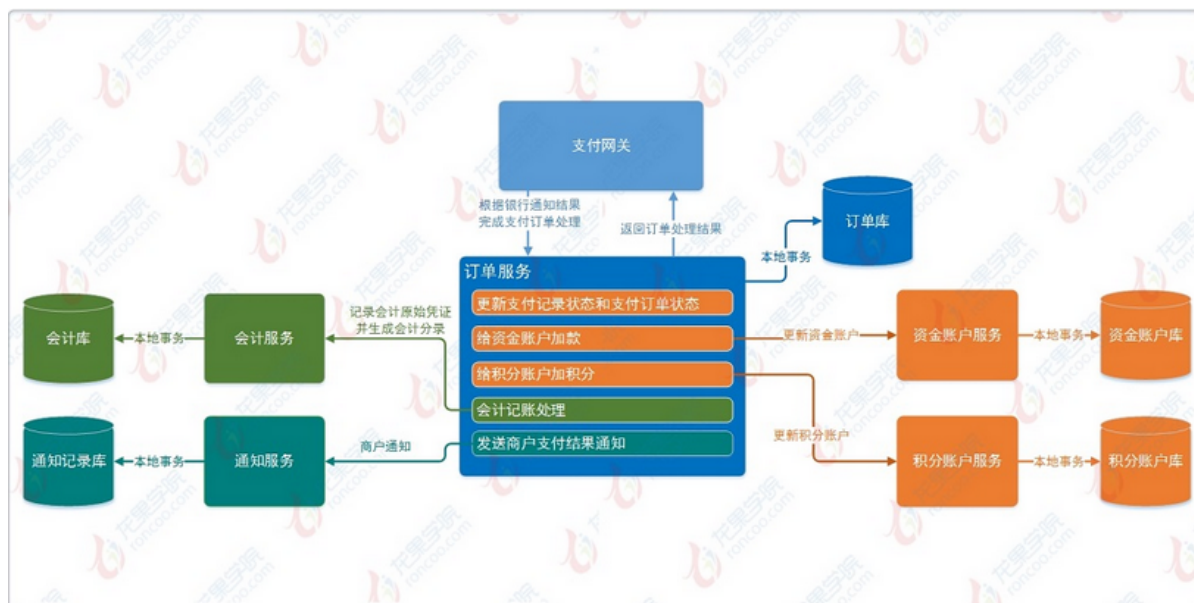 支付网关
根据银行通知结果
完成支付订单处理
返回订单处理结果
订单库
本地事务
订单服务
更新支付记录状态和支付订单状态
给资金账户加款
给积分账户加积分
会计记账处理
发送商户支付结果通知
会计库
本地事务
会计服务
记录会计原始凭证
并生成会计分录
更新资金账户
资金账户服务
本地事务
资金账户库
通知记录库
本地事务
通知服务
商户通知
更新积分账户
积分账户服务
本地事务
积分账户库
龙果学院
roncoo.com